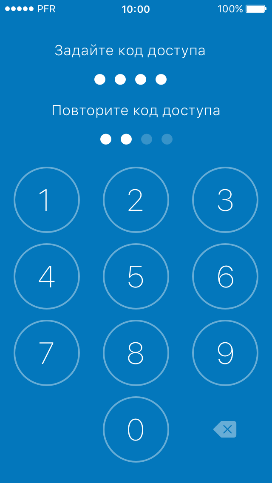 PFR 10:00 100%
Задайте код доступа
Повторите код доступа
1 2 3
4 5 6
7 8 9
0